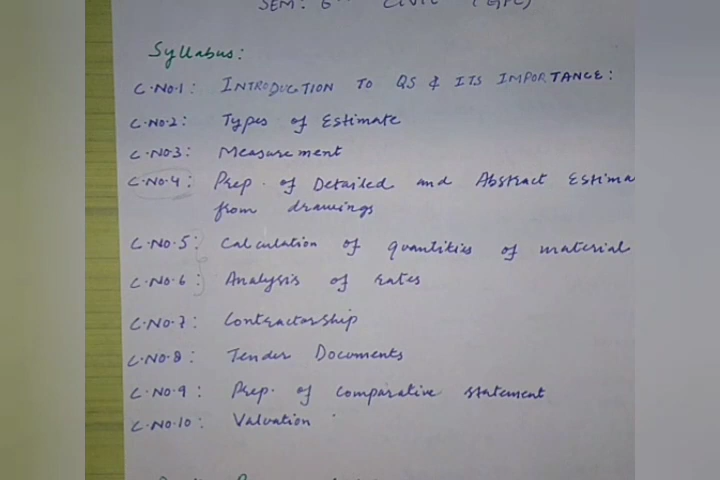 SEM: 6th CIVIL (GPC)
Syllabus:
C.No.1: INTRODUCTION TO QS & ITS IMPORTANCE:
C.No.2: Types of Estimate
C.No.3: Measurement
C.No.4: Prep. of Detailed and Abstract Estima
from drawings
C.No.5: Calculation of quantities of material
C.No.6: Analysis of rates
C.No.7: Contractorship
C.No.8: Tender Documents
C.No.9: Prep. of comparative statement
C.No.10: Valuation